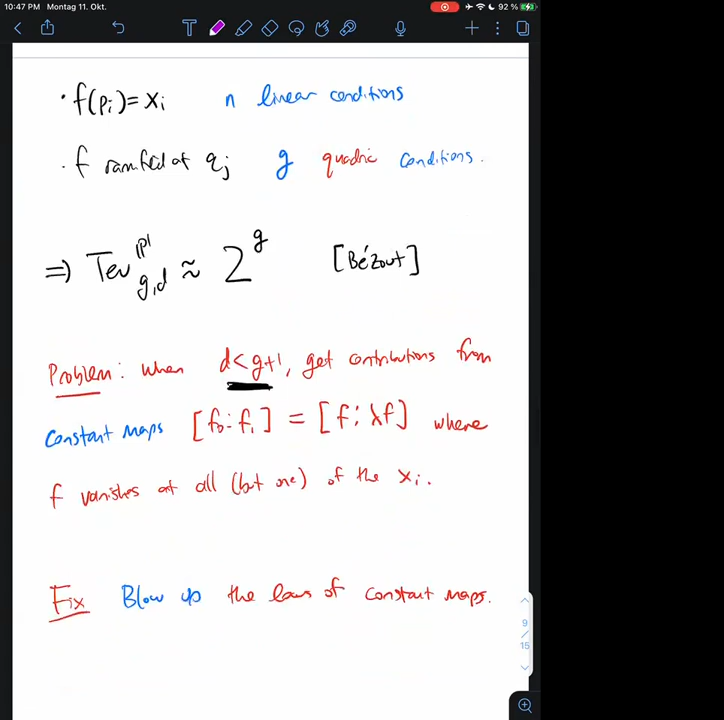 10:47 PM Montag 11. Okt.
92 %
• f(pᵢ) = xᵢ n linear conditions
• f ramified at qⱼ g quadric conditions.
⇒ Tev^{ℙ¹}_{g,d} ≈ 2^g [Bézout]
Problem: When d < g+1, get contributions from
constant maps [f₀ : f₁] = [f : λf] where
f vanishes at all (but one) of the xᵢ.
Fix Blow up the locus of constant maps.
9
/
15